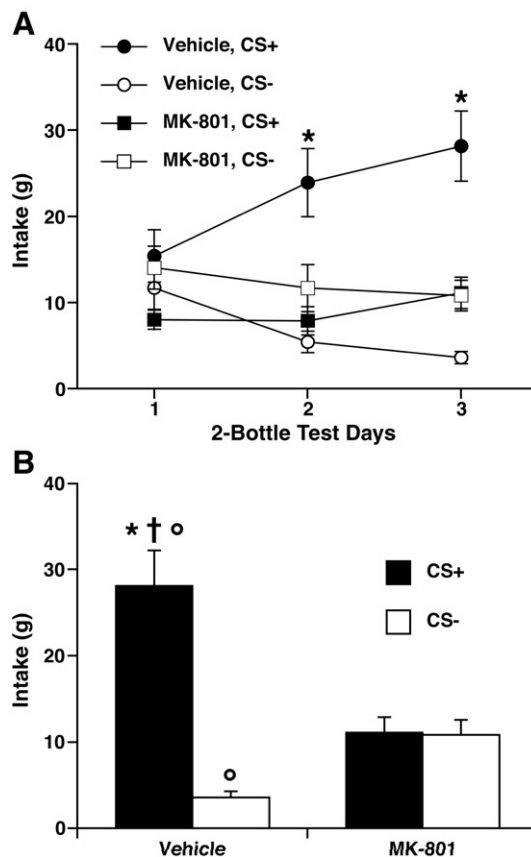 A
40
30
20
10
0
Intake (g)
Vehicle, CS+
Vehicle, CS-
MK-801, CS+
MK-801, CS-
*
*
1 2 3
2-Bottle Test Days
B
40
30
20
10
0
Intake (g)
* † °
°
CS+
CS-
Vehicle MK-801